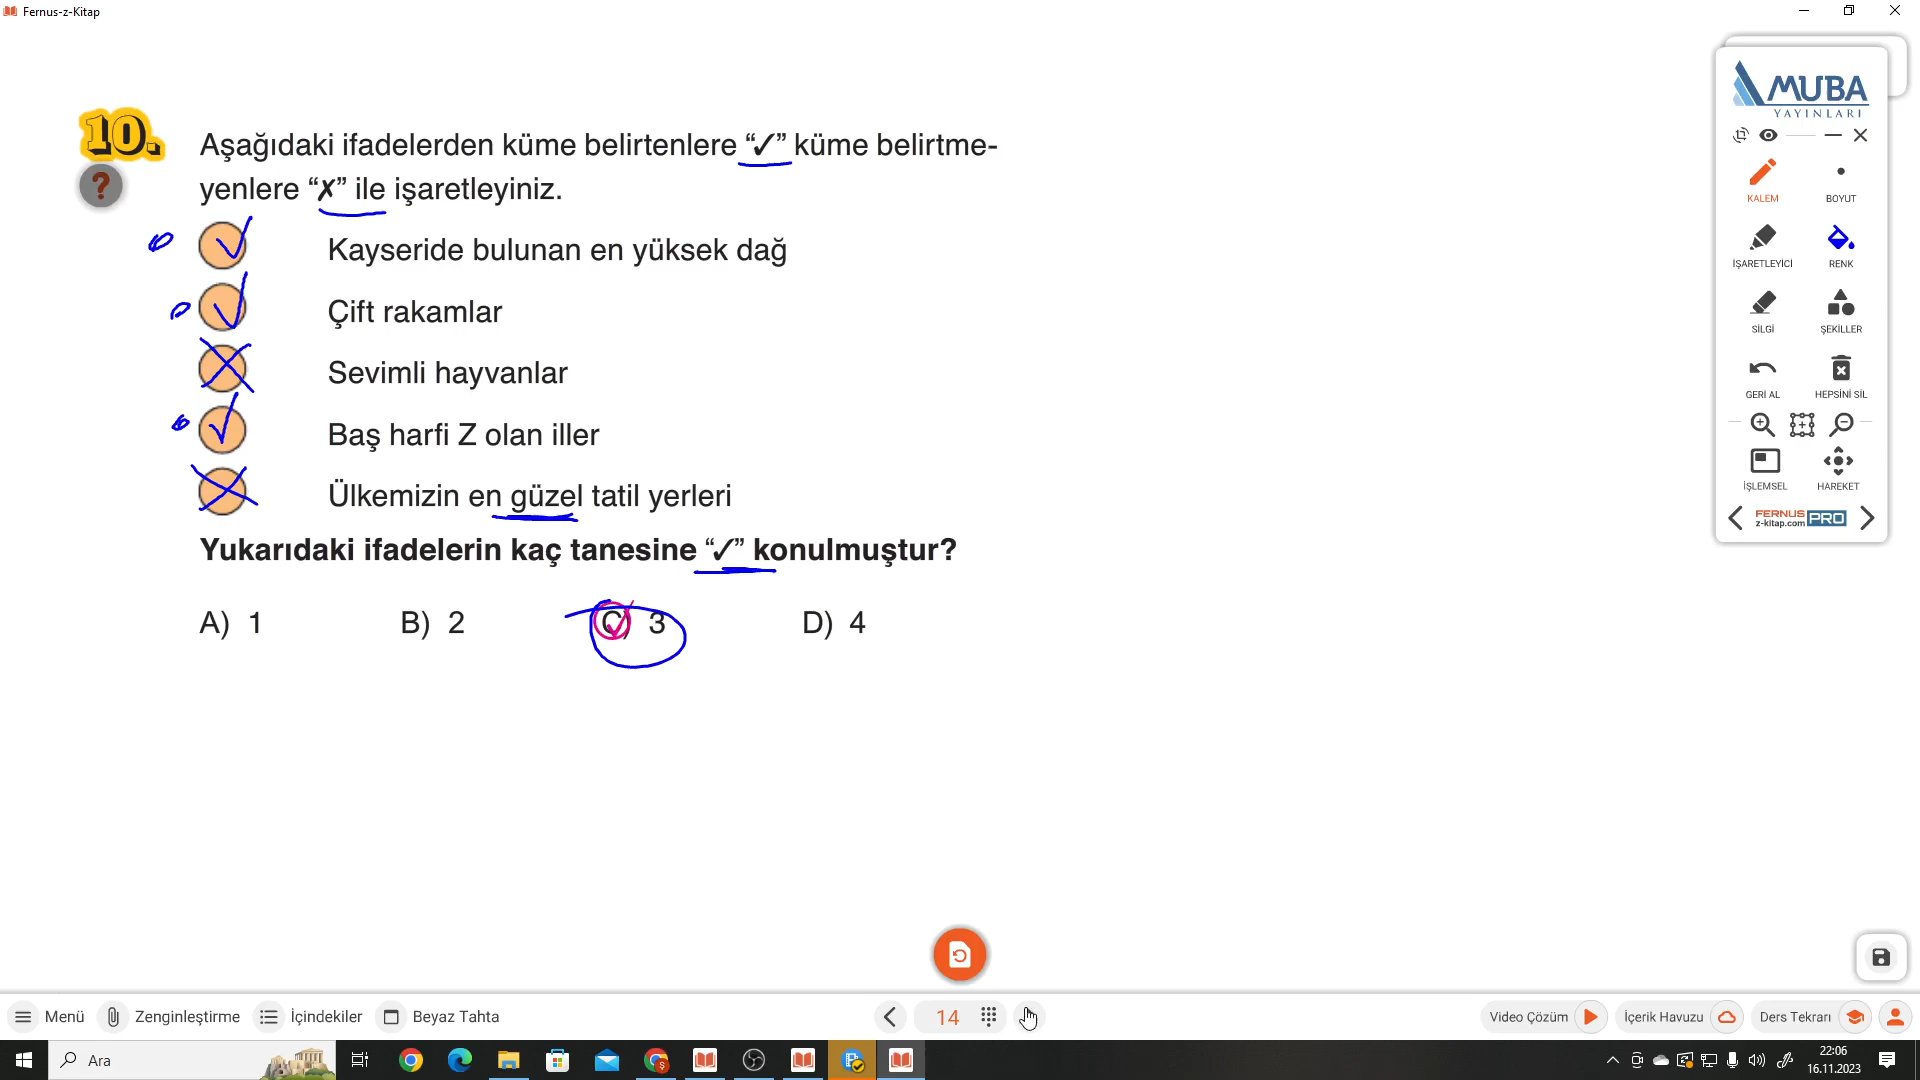 Fernus-z-Kitap
MUBA
YAYINLARI
10.
Aşağıdaki ifadelerden küme belirtenlere “✓” küme belirtme-
yenlere “✗” ile işaretleyiniz.
?
Kayseride bulunan en yüksek dağ
Çift rakamlar
Sevimli hayvanlar
Baş harfi Z olan iller
Ülkemizin en güzel tatil yerleri
Yukarıdaki ifadelerin kaç tanesine “✓” konulmuştur?
A) 1 B) 2 C) 3 D) 4
KALEM BOYUT
İŞARETLEYİCİ RENK
SİLGİ ŞEKİLLER
GERİ AL HEPSİNİ SİL
İŞLEMSEL HAREKET
FERNUS
z-kitap.com PRO
Menü Zenginleştirme İçindekiler Beyaz Tahta 14 Video Çözüm İçerik Havuzu Ders Tekrarı
Ara
22:06
16.11.2023